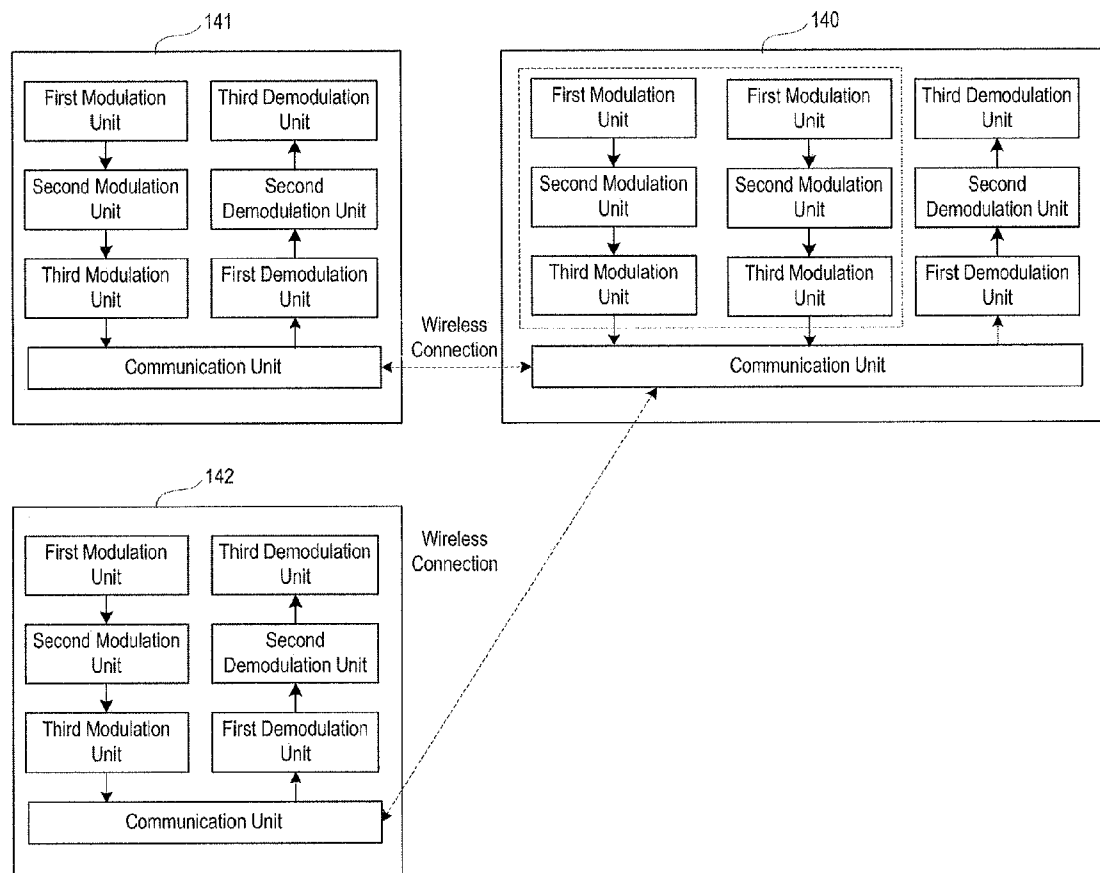 141
First Modulation
Unit
Third Demodulation
Unit
Second Modulation
Unit
Second
Demodulation Unit
Third Modulation
Unit
First Demodulation
Unit
Communication Unit
Wireless
Connection
140
First Modulation
Unit
First Modulation
Unit
Third Demodulation
Unit
Second Modulation
Unit
Second Modulation
Unit
Second
Demodulation Unit
Third Modulation
Unit
Third Modulation
Unit
First Demodulation
Unit
Communication Unit
142
First Modulation
Unit
Third Demodulation
Unit
Second Modulation
Unit
Second
Demodulation Unit
Third Modulation
Unit
First Demodulation
Unit
Communication Unit
Wireless
Connection